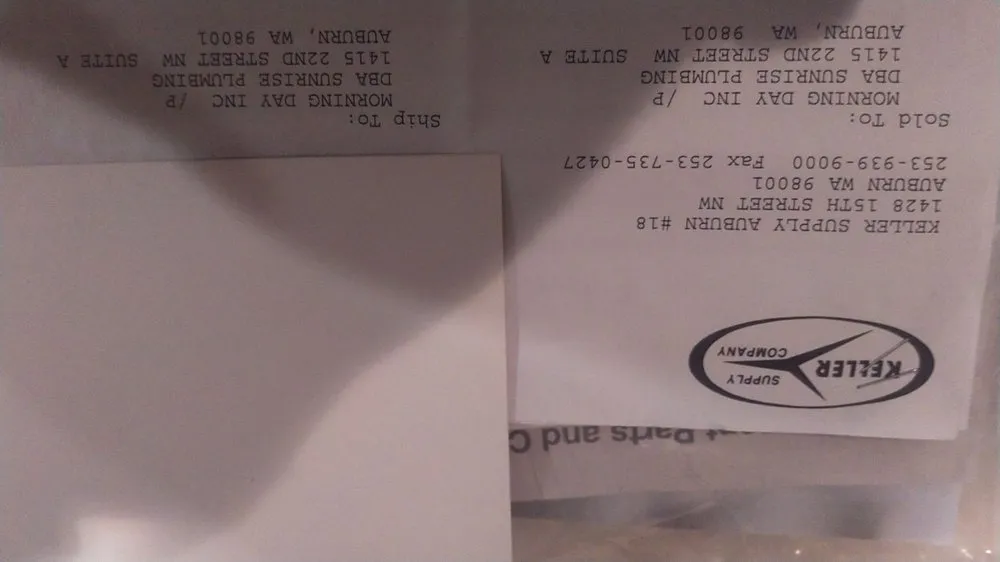 KELLER
SUPPLY
COMPANY
KELLER SUPPLY AUBURN #18
1428 15TH STREET NW
AUBURN WA 98001
253-939-9000 Fax 253-735-0427
Sold To:
MORNING DAY INC /P
DBA SUNRISE PLUMBING
1415 22ND STREET NW SUITE A
AUBURN, WA 98001
Ship To:
MORNING DAY INC /P
DBA SUNRISE PLUMBING
1415 22ND STREET NW SUITE A
AUBURN, WA 98001
Parts and